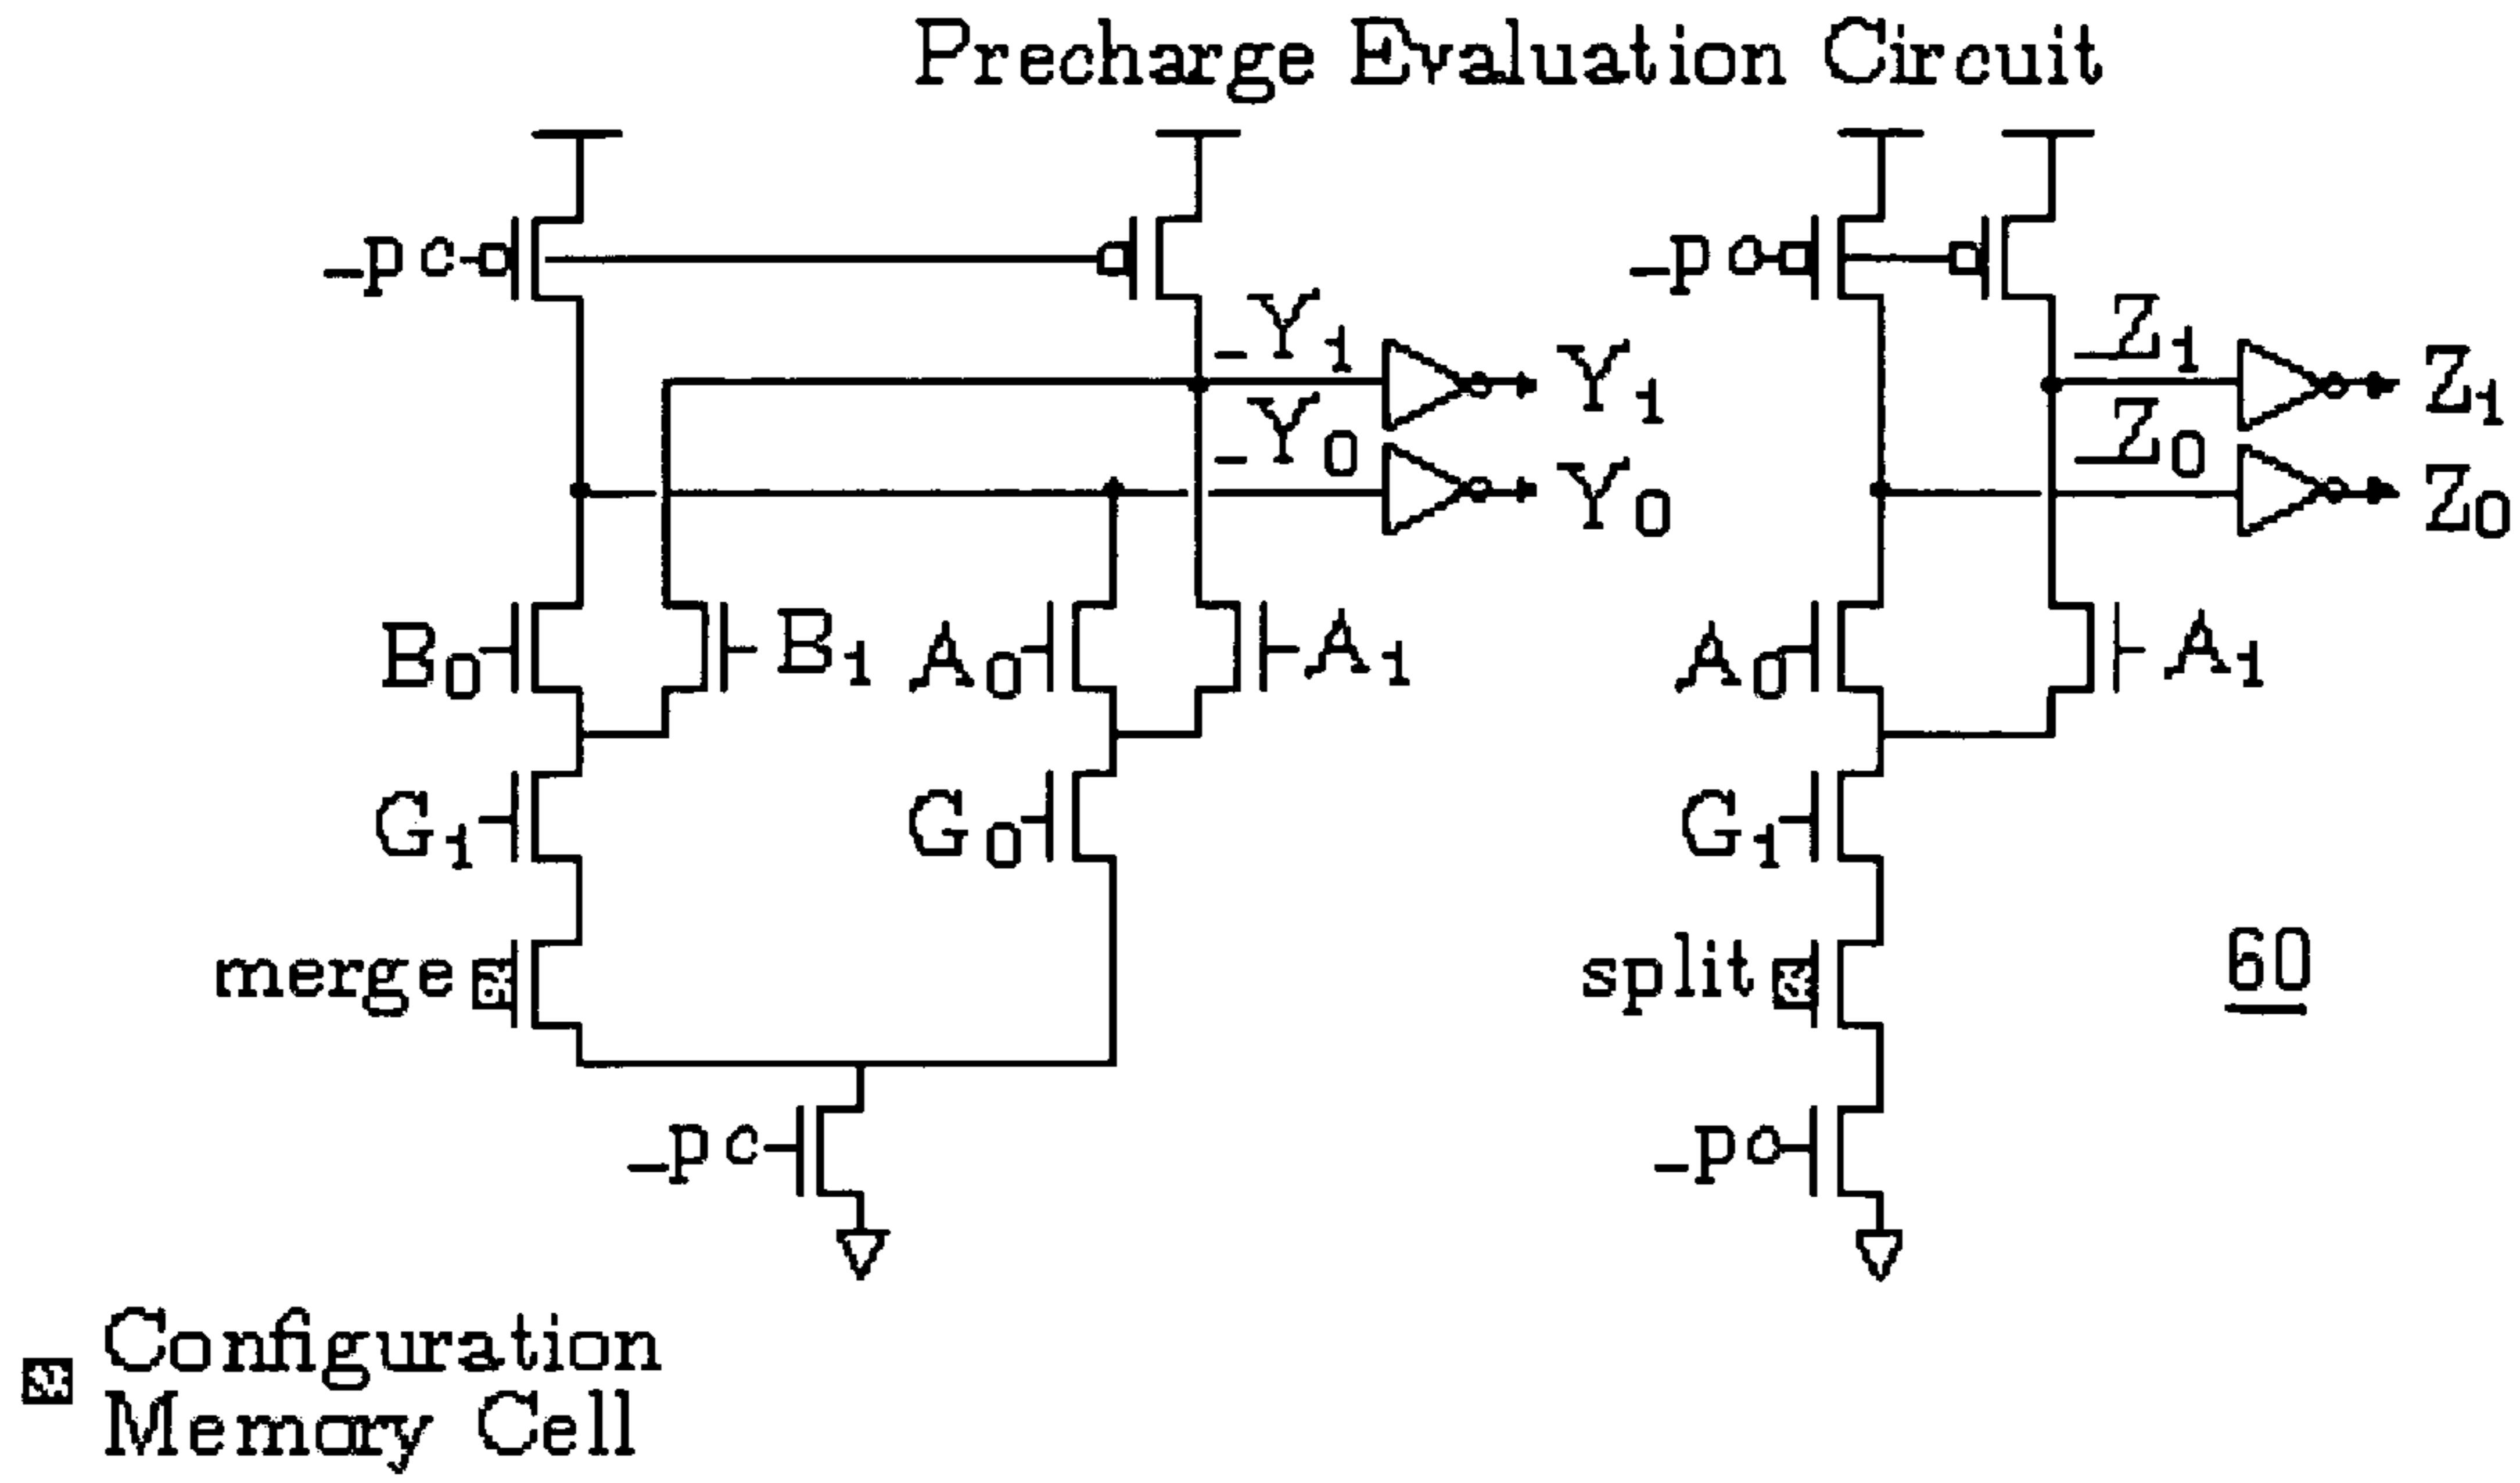 Precharge Evaluation Circuit
_pc
_pc
_Y1
Y1
_Y0
Y0
_Z1
Z1
_Z0
Z0
B0
B1
A0
A1
A0
A1
G1
G0
G1
merge
split
60
_pc
_pc
Configuration
Memory Cell